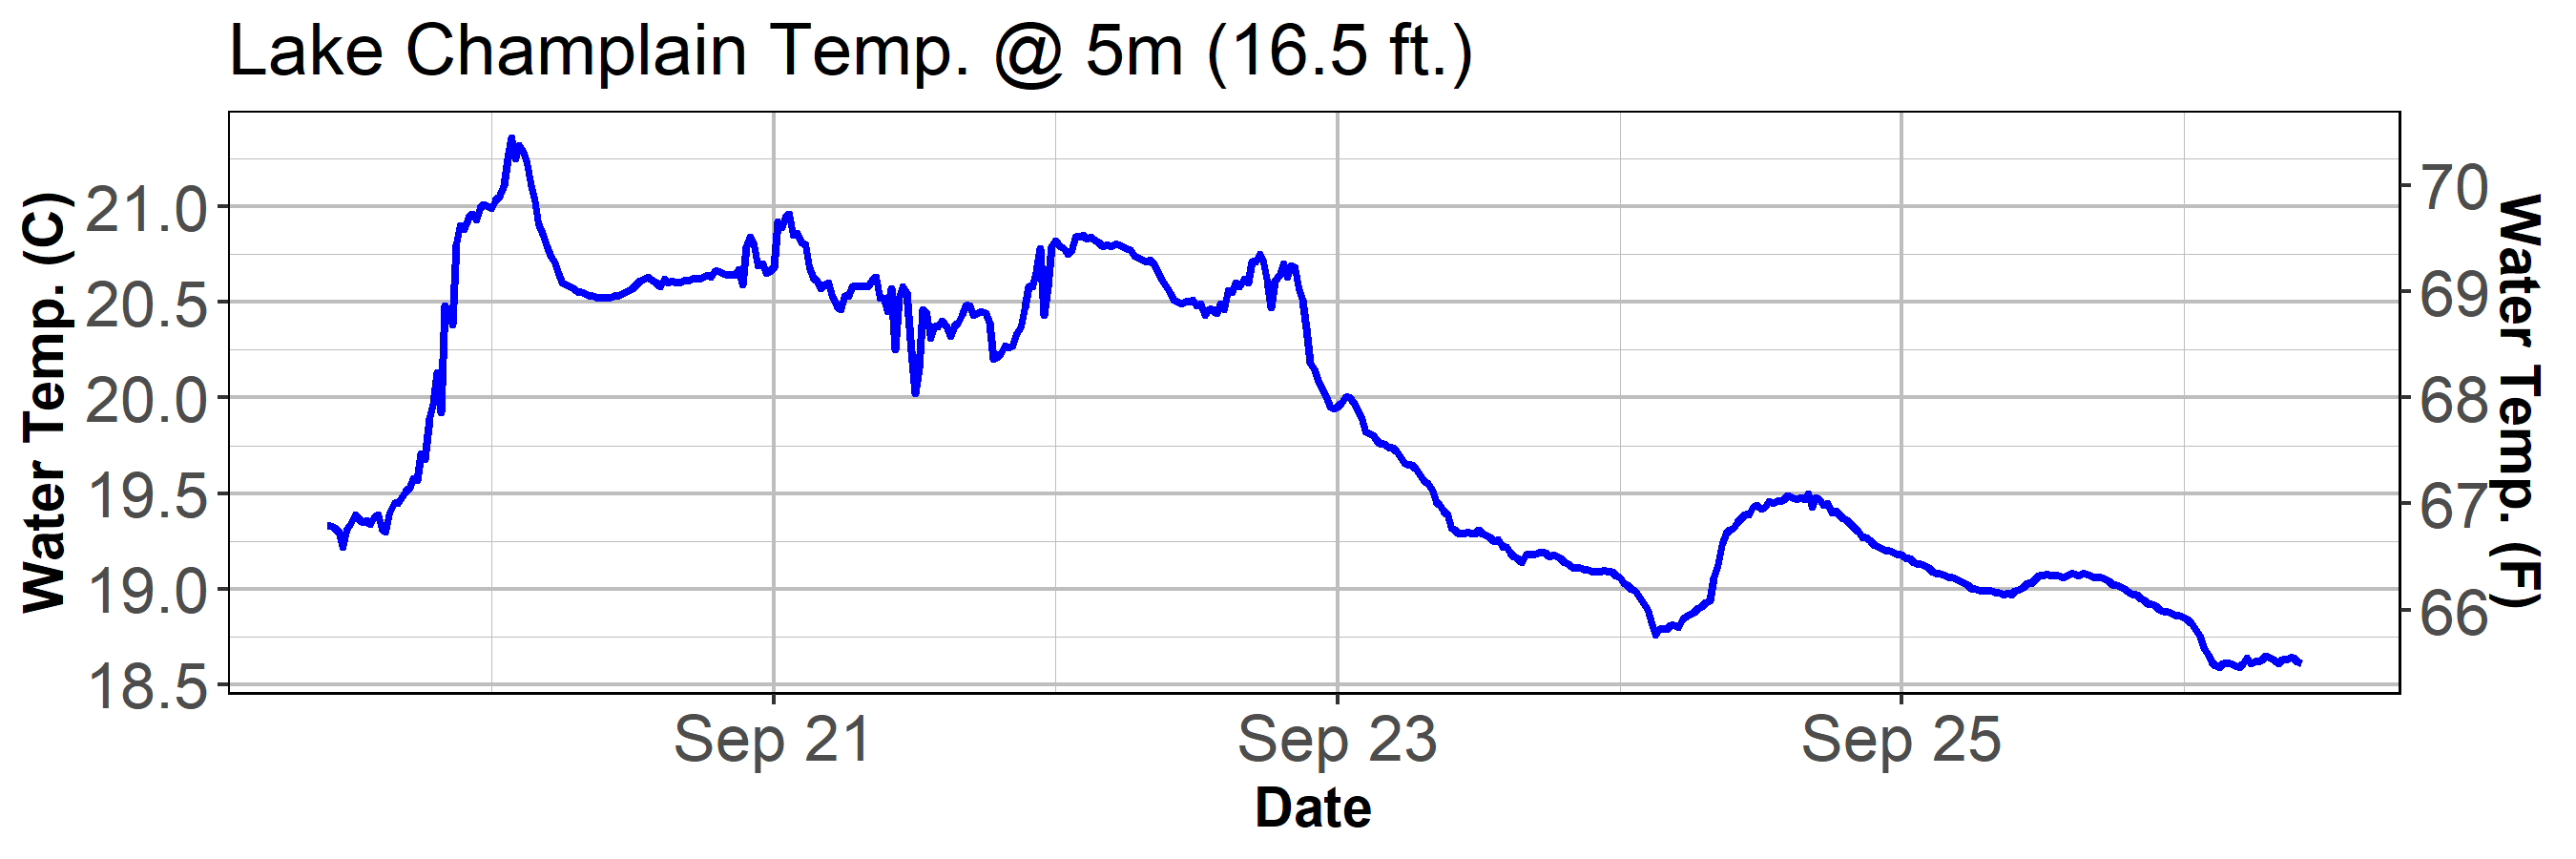 Lake Champlain Temp. @ 5m (16.5 ft.)
Water Temp. (C)
21.0
20.5
20.0
19.5
19.0
18.5
70
69
68
67
66
Water Temp. (F)
Sep 21
Sep 23
Sep 25
Date